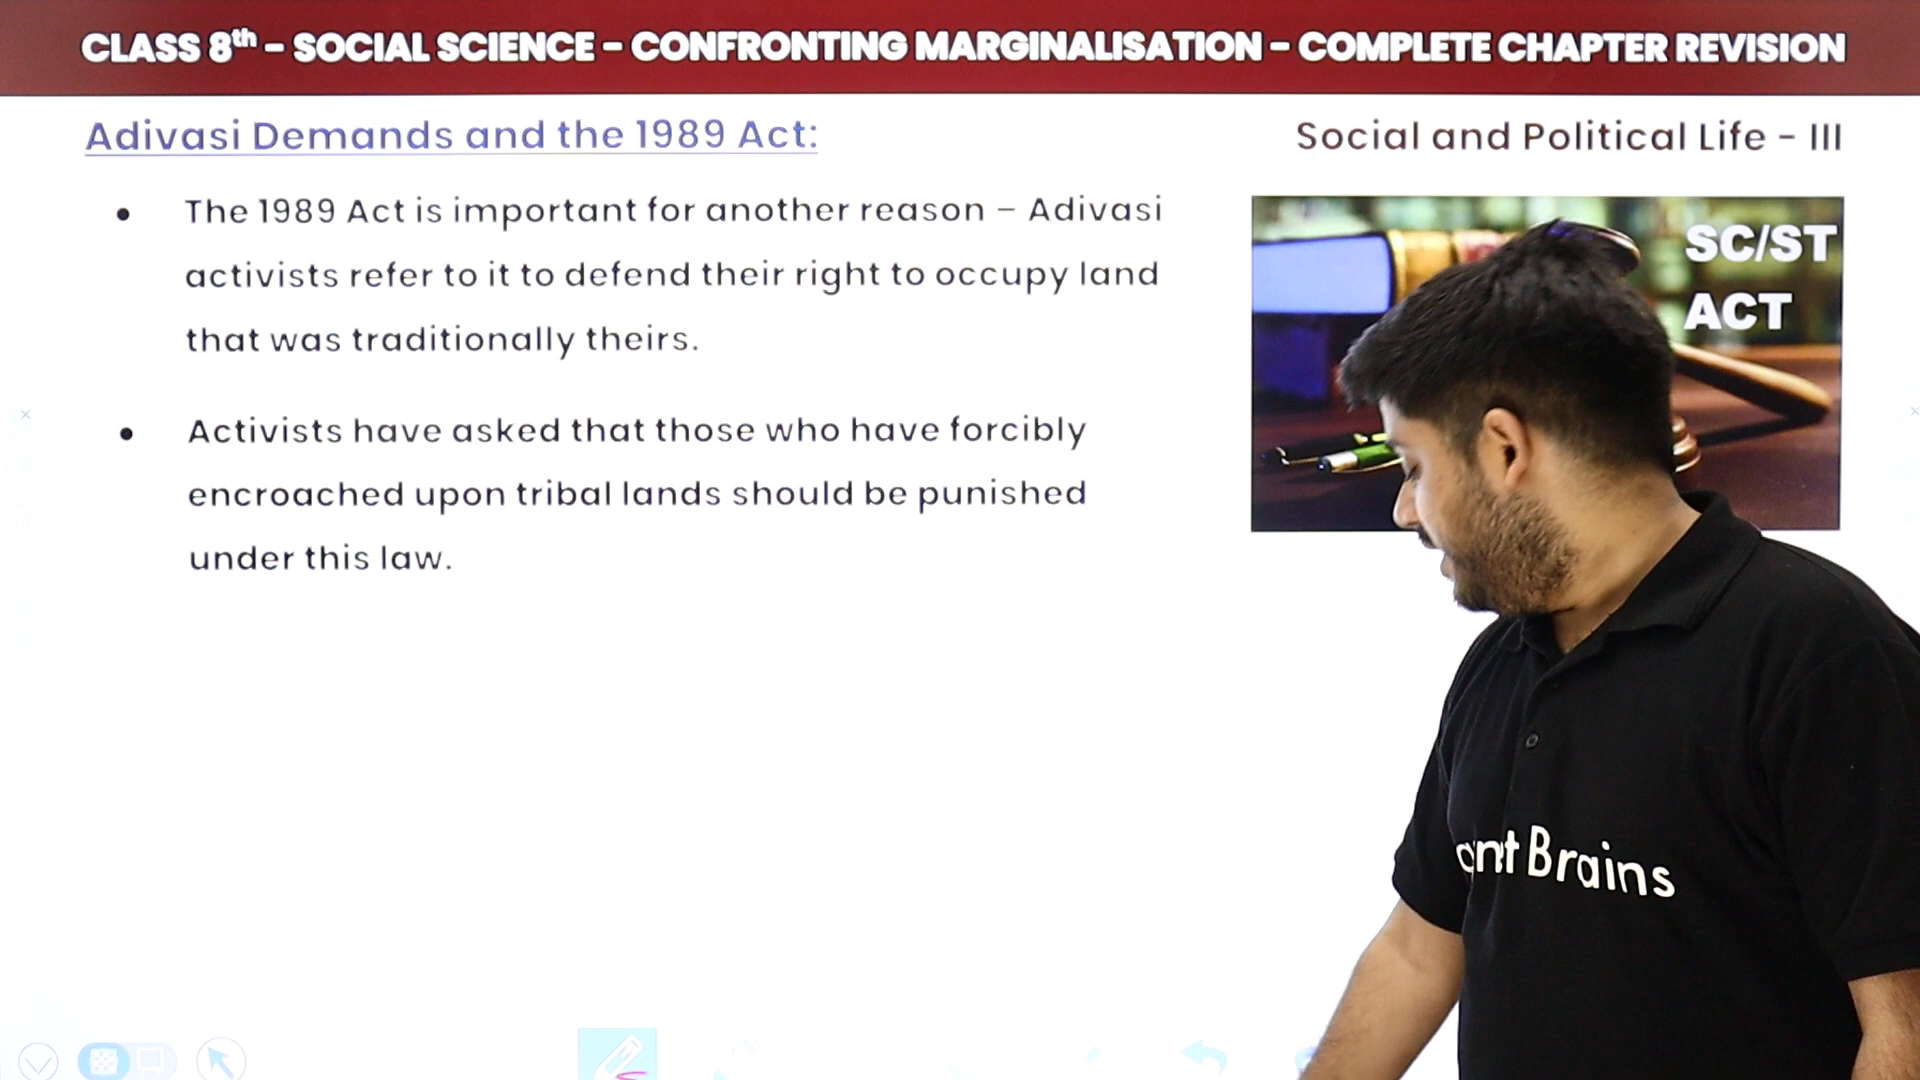 CLASS 8th – SOCIAL SCIENCE – CONFRONTING MARGINALISATION – COMPLETE CHAPTER REVISION
Adivasi Demands and the 1989 Act:
Social and Political Life – III
• The 1989 Act is important for another reason – Adivasi
activists refer to it to defend their right to occupy land
that was traditionally theirs.
• Activists have asked that those who have forcibly
encroached upon tribal lands should be punished
under this law.
SC/ST
ACT
Brains